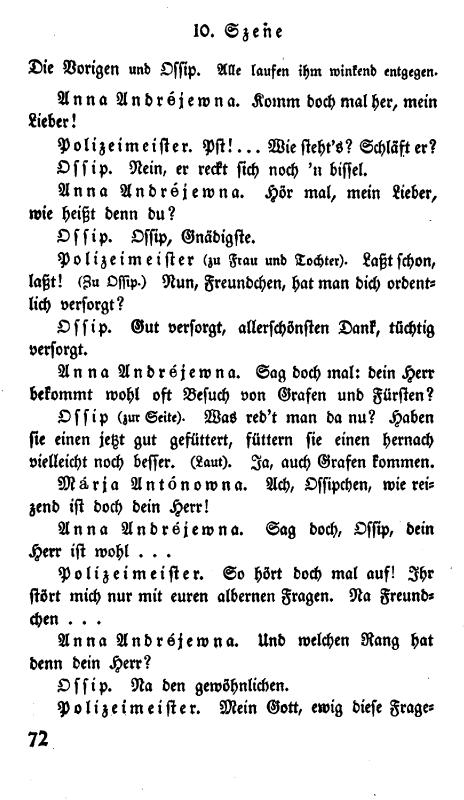 10. Szene
Die Vorigen und Ossip. Alle laufen ihm winkend entgegen.
Anna Andréjewna. Komm doch mal her, mein
Lieber!
Polizeimeister. Pst!... Wie steht's? Schläft er?
Ossip. Nein, er reckt sich noch 'n bissel.
Anna Andréjewna. Hör mal, mein Lieber,
wie heißt denn du?
Ossip. Ossip, Gnädigste.
Polizeimeister (zu Frau und Tochter). Laßt schon,
laßt! (Zu Ossip.) Nun, Freundchen, hat man dich ordent-
lich versorgt?
Ossip. Gut versorgt, allerschönsten Dank, tüchtig
versorgt.
Anna Andréjewna. Sag doch mal: dein Herr
bekommt wohl oft Besuch von Grafen und Fürsten?
Ossip (zur Seite). Was red't man da nu? Haben
sie einen jetzt gut gefüttert, füttern sie einen hernach
vielleicht noch besser. (Laut). Ja, auch Grafen kommen.
Márja Antónowna. Ach, Ossipchen, wie rei-
zend ist doch dein Herr!
Anna Andréjewna. Sag doch, Ossip, dein
Herr ist wohl . . .
Polizeimeister. So hört doch mal auf! Ihr
stört mich nur mit euren albernen Fragen. Na Freund-
chen . . .
Anna Andréjewna. Und welchen Rang hat
denn dein Herr?
Ossip. Na den gewöhnlichen.
Polizeimeister. Mein Gott, ewig diese Frage-
72